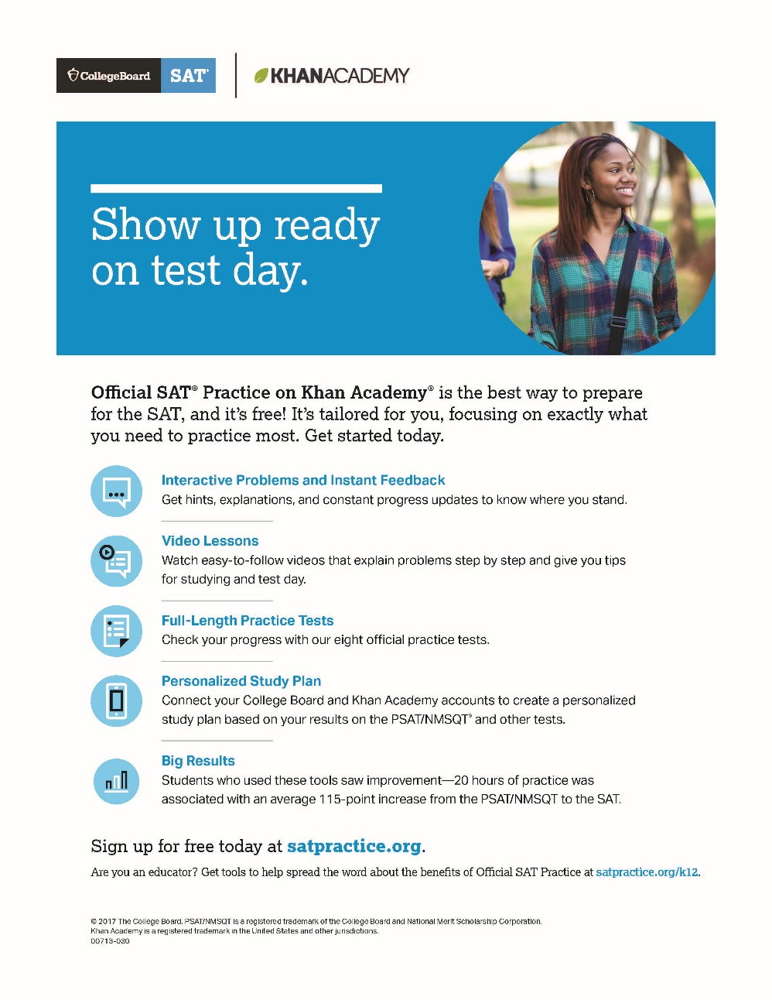 CollegeBoard SAT® KHANACADEMY
Show up ready
on test day.
Official SAT® Practice on Khan Academy® is the best way to prepare
for the SAT, and it's free! It's tailored for you, focusing on exactly what
you need to practice most. Get started today.
Interactive Problems and Instant Feedback
Get hints, explanations, and constant progress updates to know where you stand.
Video Lessons
Watch easy-to-follow videos that explain problems step by step and give you tips
for studying and test day.
Full-Length Practice Tests
Check your progress with our eight official practice tests.
Personalized Study Plan
Connect your College Board and Khan Academy accounts to create a personalized
study plan based on your results on the PSAT/NMSQT® and other tests.
Big Results
Students who used these tools saw improvement—20 hours of practice was
associated with an average 115-point increase from the PSAT/NMSQT to the SAT.
Sign up for free today at satpractice.org.
Are you an educator? Get tools to help spread the word about the benefits of Official SAT Practice at satpractice.org/k12.
© 2017 The College Board. PSAT/NMSQT is a registered trademark of the College Board and National Merit Scholarship Corporation.
Khan Academy is a registered trademark in the United States and other jurisdictions.
00713-030